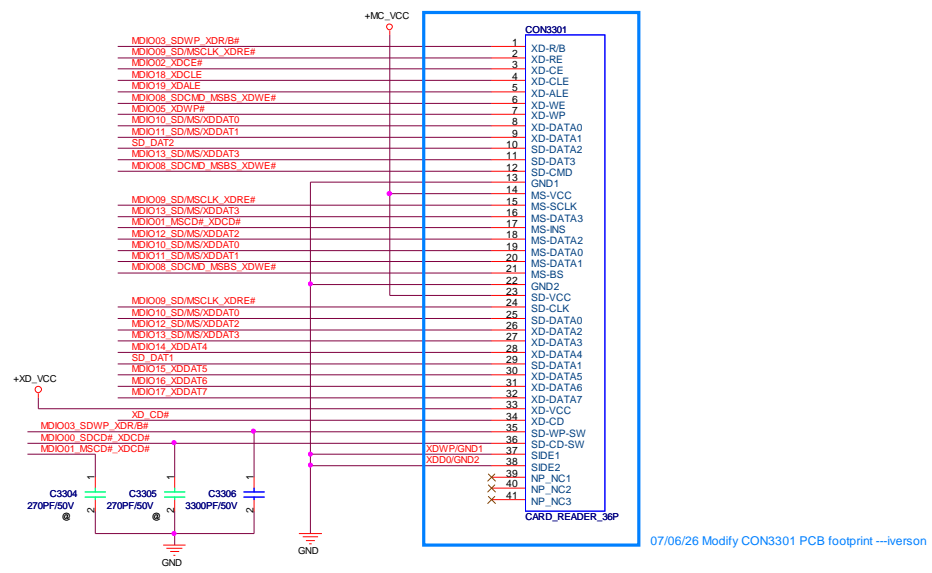 +MC_VCC
CON3301
MDIO03_SDWP_XDR/B# 1 XD-R/B
MDIO09_SD/MSCLK_XDRE# 2 XD-RE
MDIO02_XDCE# 3 XD-CE
MDIO18_XDCLE 4 XD-CLE
MDIO19_XDALE 5 XD-ALE
MDIO08_SDCMD_MSBS_XDWE# 6 XD-WE
MDIO05_XDWP# 7 XD-WP
MDIO10_SD/MS/XDDAT0 8 XD-DATA0
MDIO11_SD/MS/XDDAT1 9 XD-DATA1
SD_DAT2 10 SD-DATA2
MDIO13_SD/MS/XDDAT3 11 SD-DAT3
MDIO08_SDCMD_MSBS_XDWE# 12 SD-CMD
13 GND1
14 MS-VCC
MDIO09_SD/MSCLK_XDRE# 15 MS-SCLK
MDIO13_SD/MS/XDDAT3 16 MS-DATA3
MDIO01_MSCD#_XDCD# 17 MS-INS
MDIO12_SD/MS/XDDAT2 18 MS-DATA2
MDIO10_SD/MS/XDDAT0 19 MS-DATA0
MDIO11_SD/MS/XDDAT1 20 MS-DATA1
MDIO08_SDCMD_MSBS_XDWE# 21 MS-BS
22 GND2
23 SD-VCC
MDIO09_SD/MSCLK_XDRE# 24 SD-CLK
MDIO10_SD/MS/XDDAT0 25 SD-DATA0
MDIO12_SD/MS/XDDAT2 26 XD-DATA2
MDIO13_SD/MS/XDDAT3 27 XD-DATA3
MDIO14_XDDAT4 28 XD-DATA4
SD_DAT1 29 SD-DATA1
MDIO15_XDDAT5 30 XD-DATA5
MDIO16_XDDAT6 31 XD-DATA6
MDIO17_XDDAT7 32 XD-DATA7
+XD_VCC
33 XD-VCC
XD_CD# 34 XD-CD
MDIO03_SDWP_XDR/B# 35 SD-WP-SW
MDIO00_SDCD#_XDCD# 36 SD-CD-SW
MDIO01_MSCD#_XDCD# XDWP/GND1 37 SIDE1
XDD0/GND2 38 SIDE2
39 NP_NC1
40 NP_NC2
41 NP_NC3
CARD_READER_36P
1 1 1
C3304 C3305 C3306
270PF/50V 270PF/50V 3300PF/50V
@ 2 @ 2 2
GND
GND
07/06/26 Modify CON3301 PCB footprint ---iverson